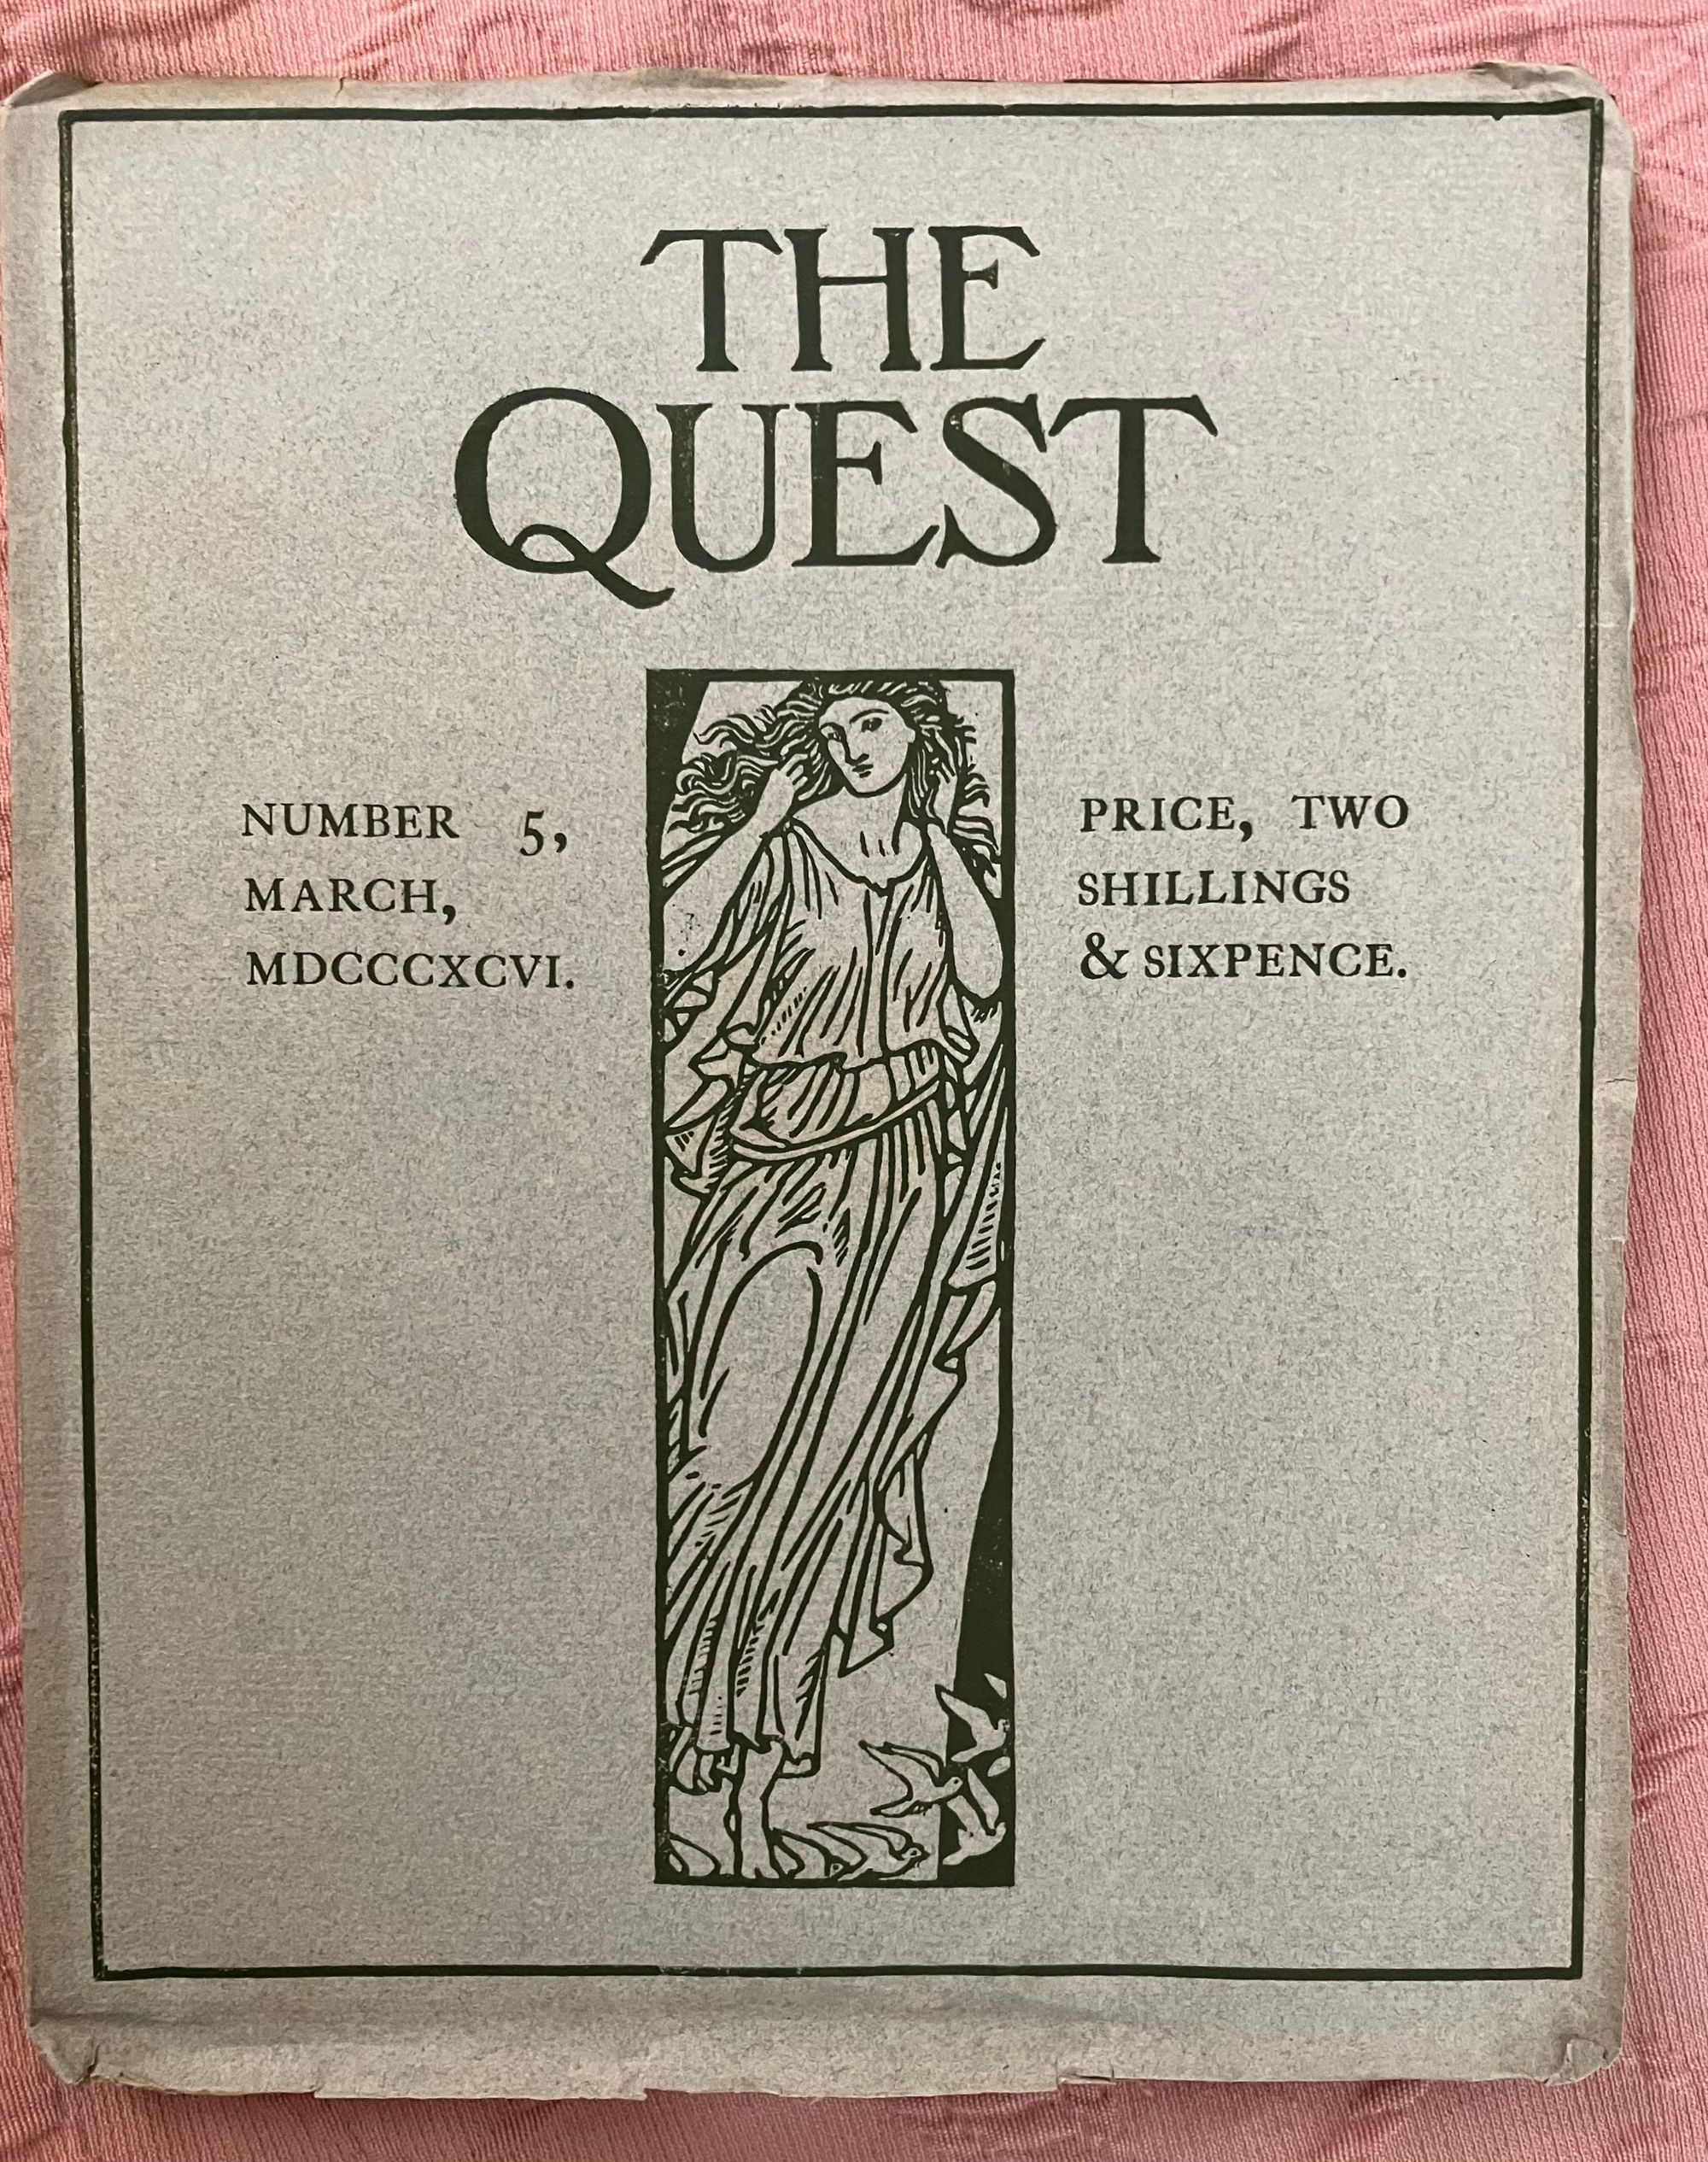 THE
QUEST
NUMBER 5,
MARCH,
MDCCCXCVI.
PRICE, TWO
SHILLINGS
& SIXPENCE.